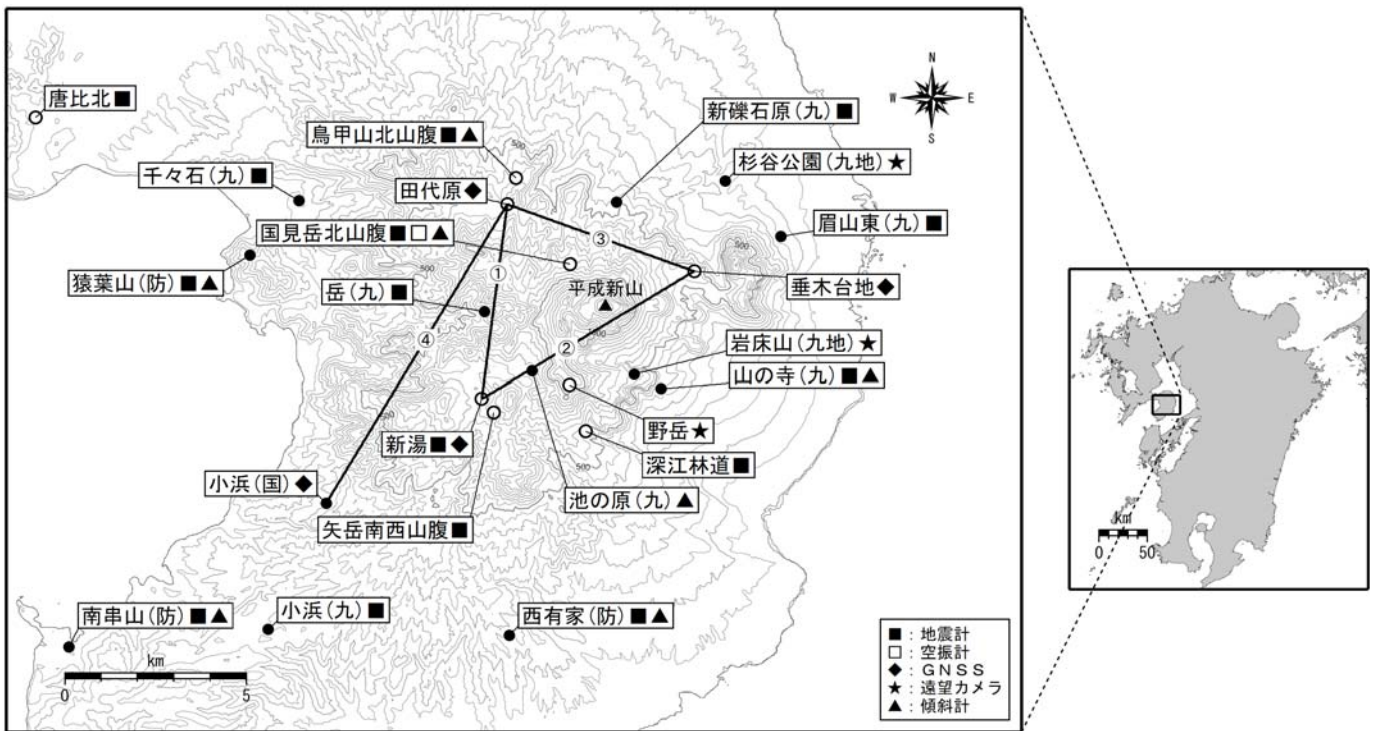 N
W
E
S
唐比北■
新礫石原(九)■
鳥甲山北山腹■▲
杉谷公園(九地)★
千々石(九)■
田代原◆
500
眉山東(九)■
国見岳北山腹■□▲
③
500
猿葉山(防)■▲
500
①
平成新山
垂木台地◆
岳(九)■
④
②
岩床山(九地)★
山の寺(九)■▲
500
新湯■◆
野岳★
深江林道■
500
小浜(国)◆
池の原(九)▲
矢岳南西山腹■
南串山(防)■▲
小浜(九)■
西有家(防)■▲
km
0
5
■:地震計
□:空振計
◆:GNSS
★:遠望カメラ
▲:傾斜計
km
0
50